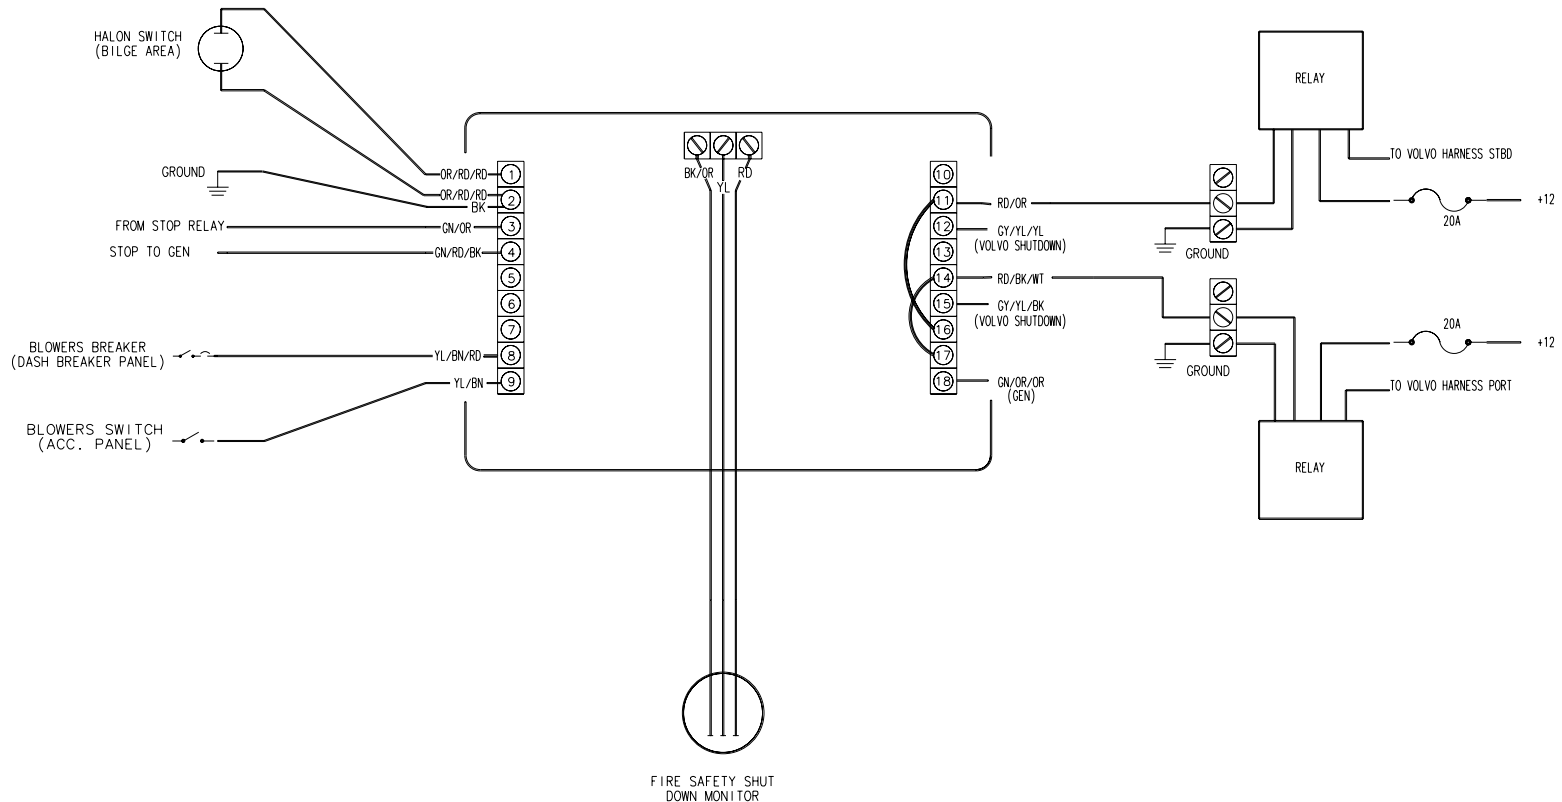 HALON SWITCH
(BILGE AREA)
GROUND
FROM STOP RELAY
STOP TO GEN
BLOWERS BREAKER
(DASH BREAKER PANEL)
BLOWERS SWITCH
(ACC. PANEL)
OR/RD/RD
OR/RD/RD
BK
GN/OR
GN/RD/BK
YL/BN/RD
YL/BN
1
2
3
4
5
6
7
8
9
BK/OR
YL
RD
10
11
12
13
14
15
16
17
18
RD/OR
GY/YL/YL
(VOLVO SHUTDOWN)
RD/BK/WT
GY/YL/BK
(VOLVO SHUTDOWN)
GN/OR/OR
(GEN)
RELAY
TO VOLVO HARNESS STBD
+12
20A
GROUND
20A
+12
GROUND
TO VOLVO HARNESS PORT
RELAY
FIRE SAFETY SHUT
DOWN MONITOR